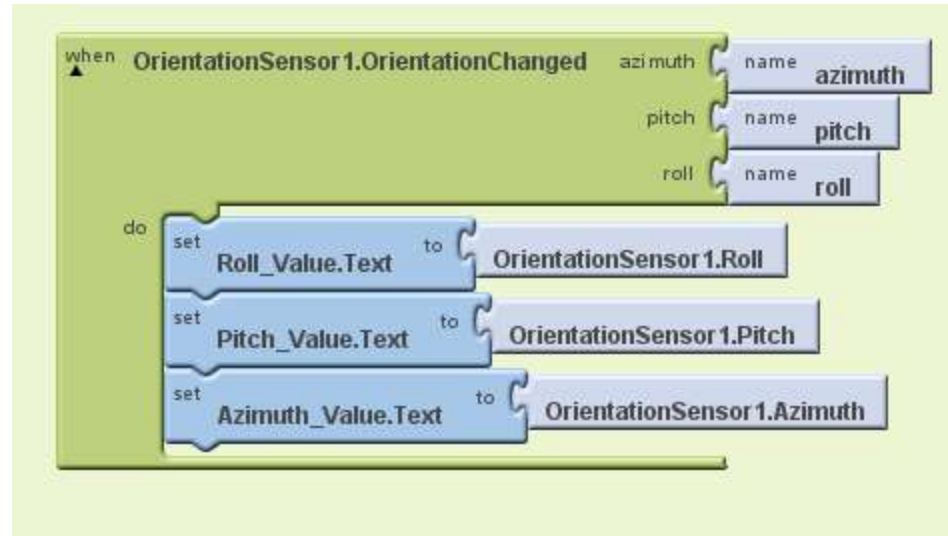 when OrientationSensor1.OrientationChanged azimuth name azimuth
pitch name pitch
roll name roll
do
set Roll_Value.Text to OrientationSensor1.Roll
set Pitch_Value.Text to OrientationSensor1.Pitch
set Azimuth_Value.Text to OrientationSensor1.Azimuth